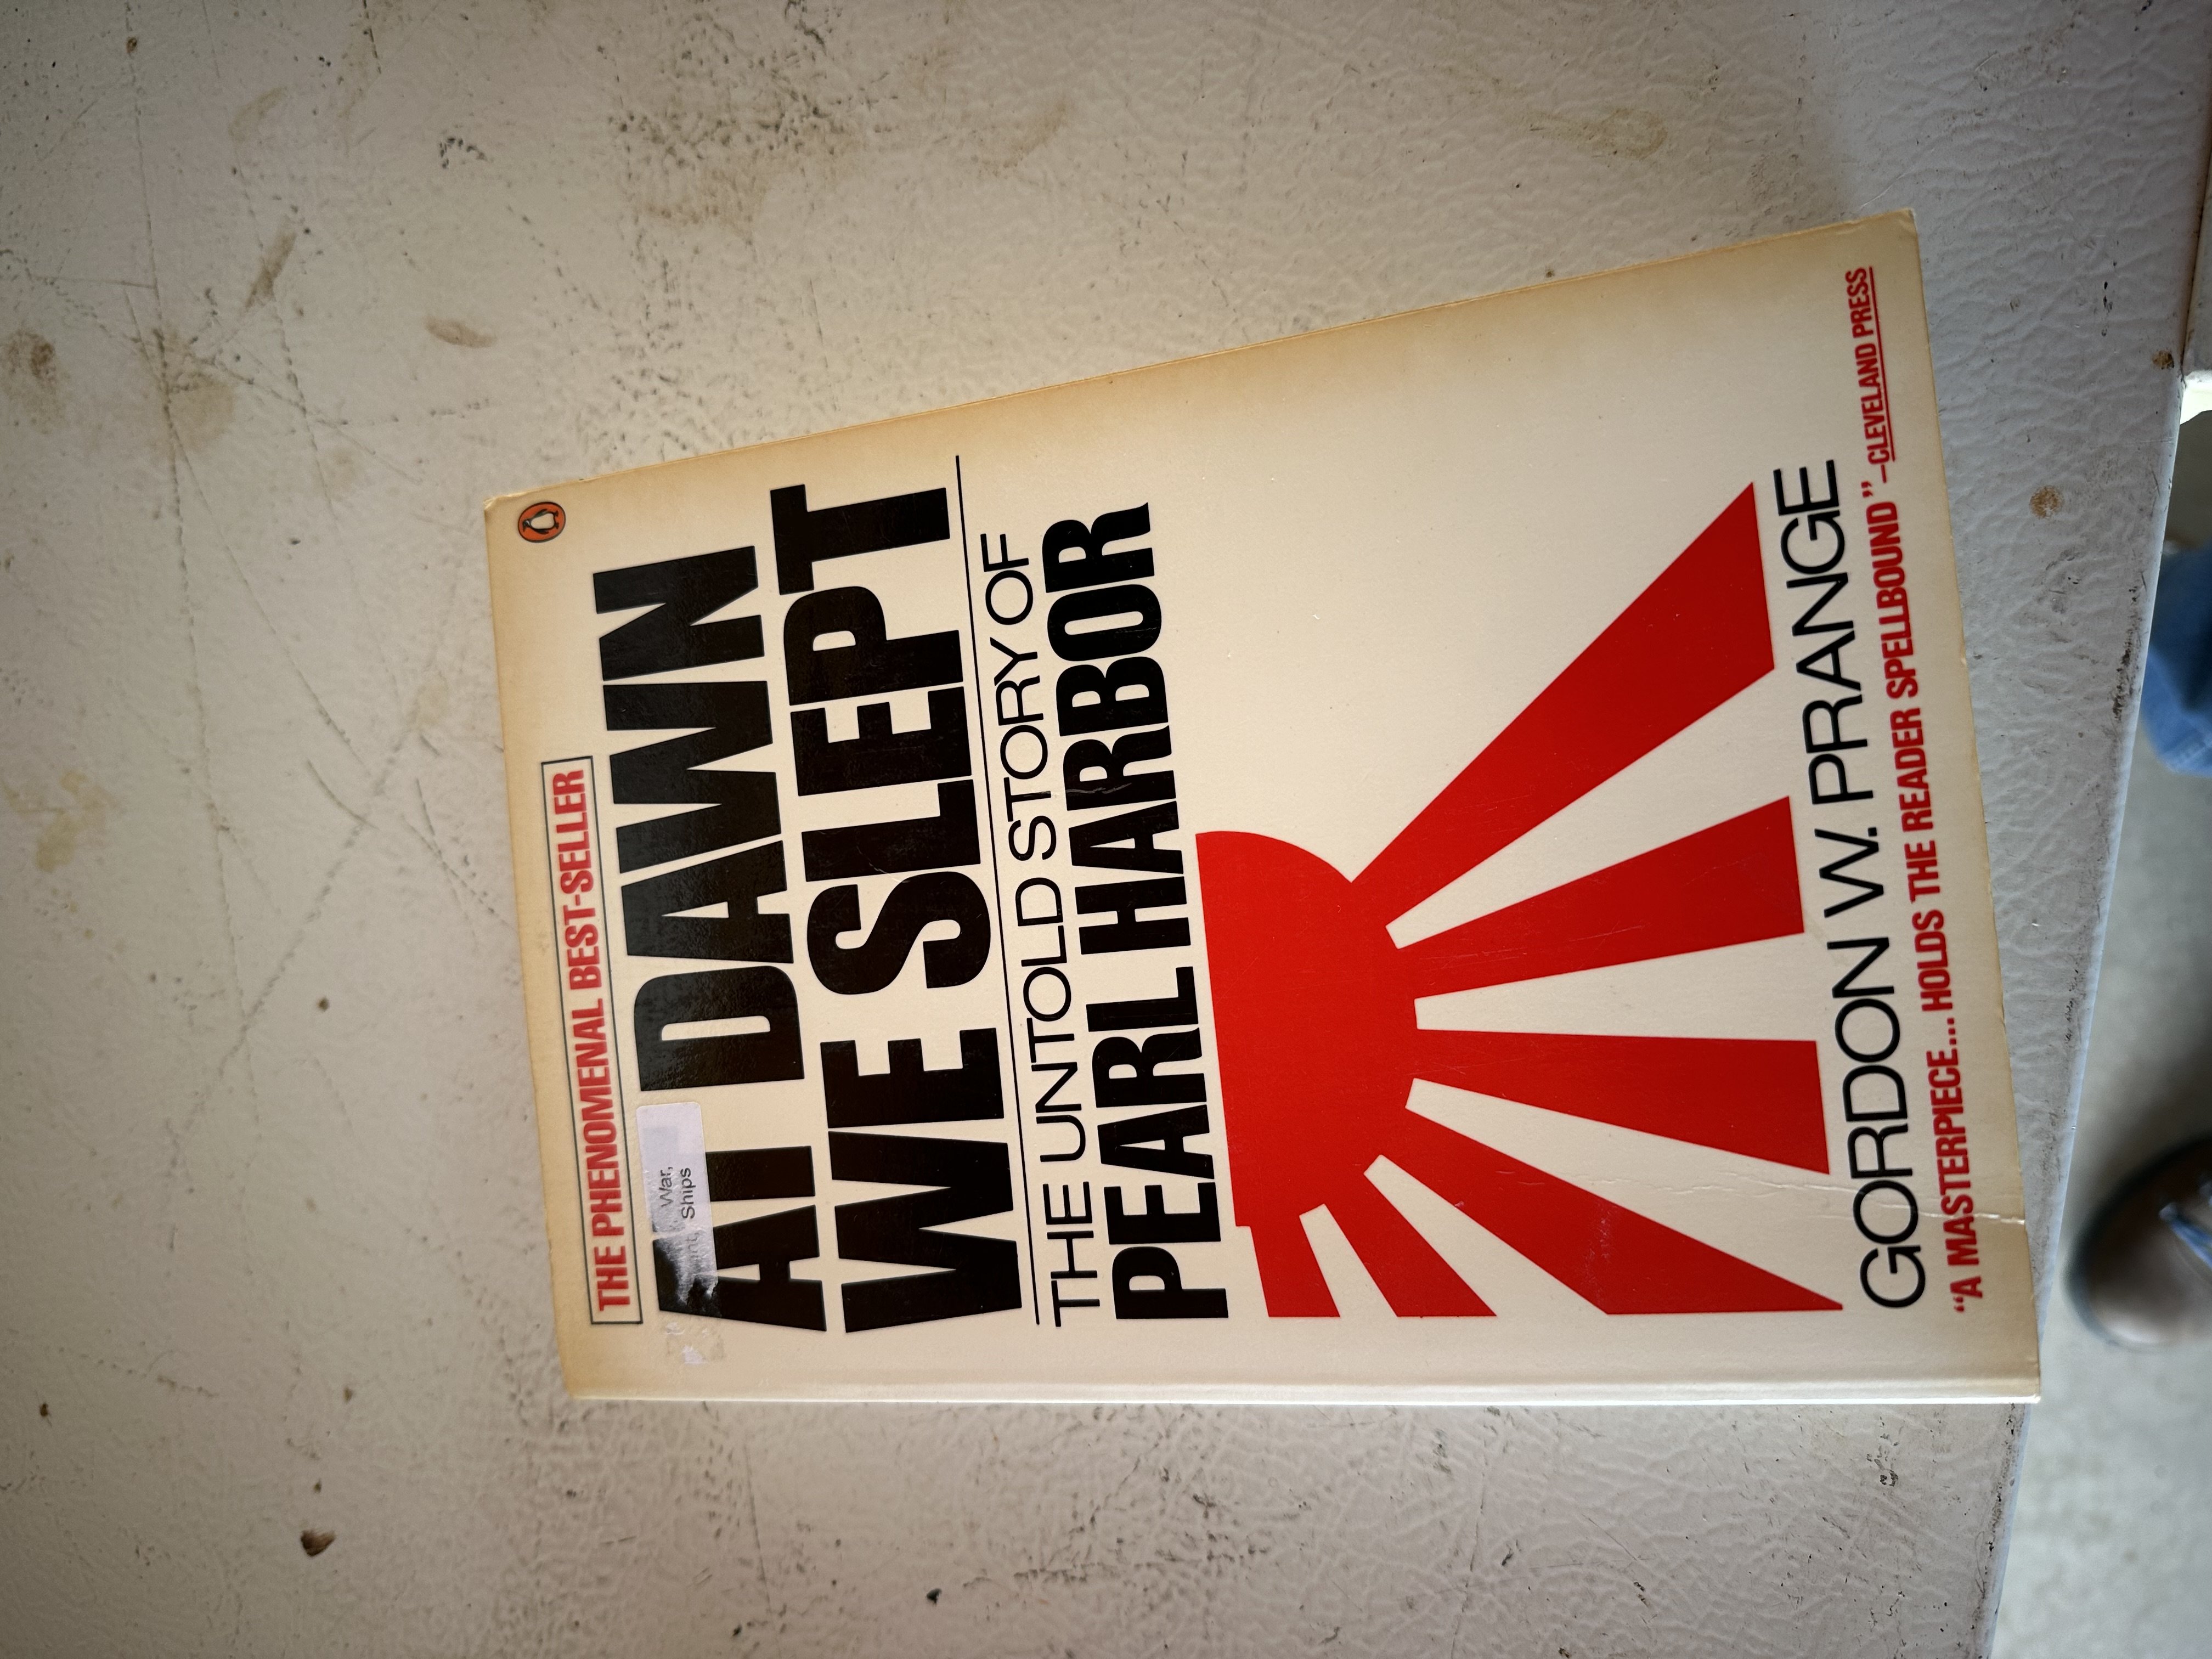 THE PHENOMENAL BEST-SELLER
War,
Ships
AT DAWN
WE SLEPT
THE UNTOLD STORY OF
PEARL HARBOR
GORDON W. PRANGE
“A MASTERPIECE... HOLDS THE READER SPELLBOUND” –CLEVELAND PRESS